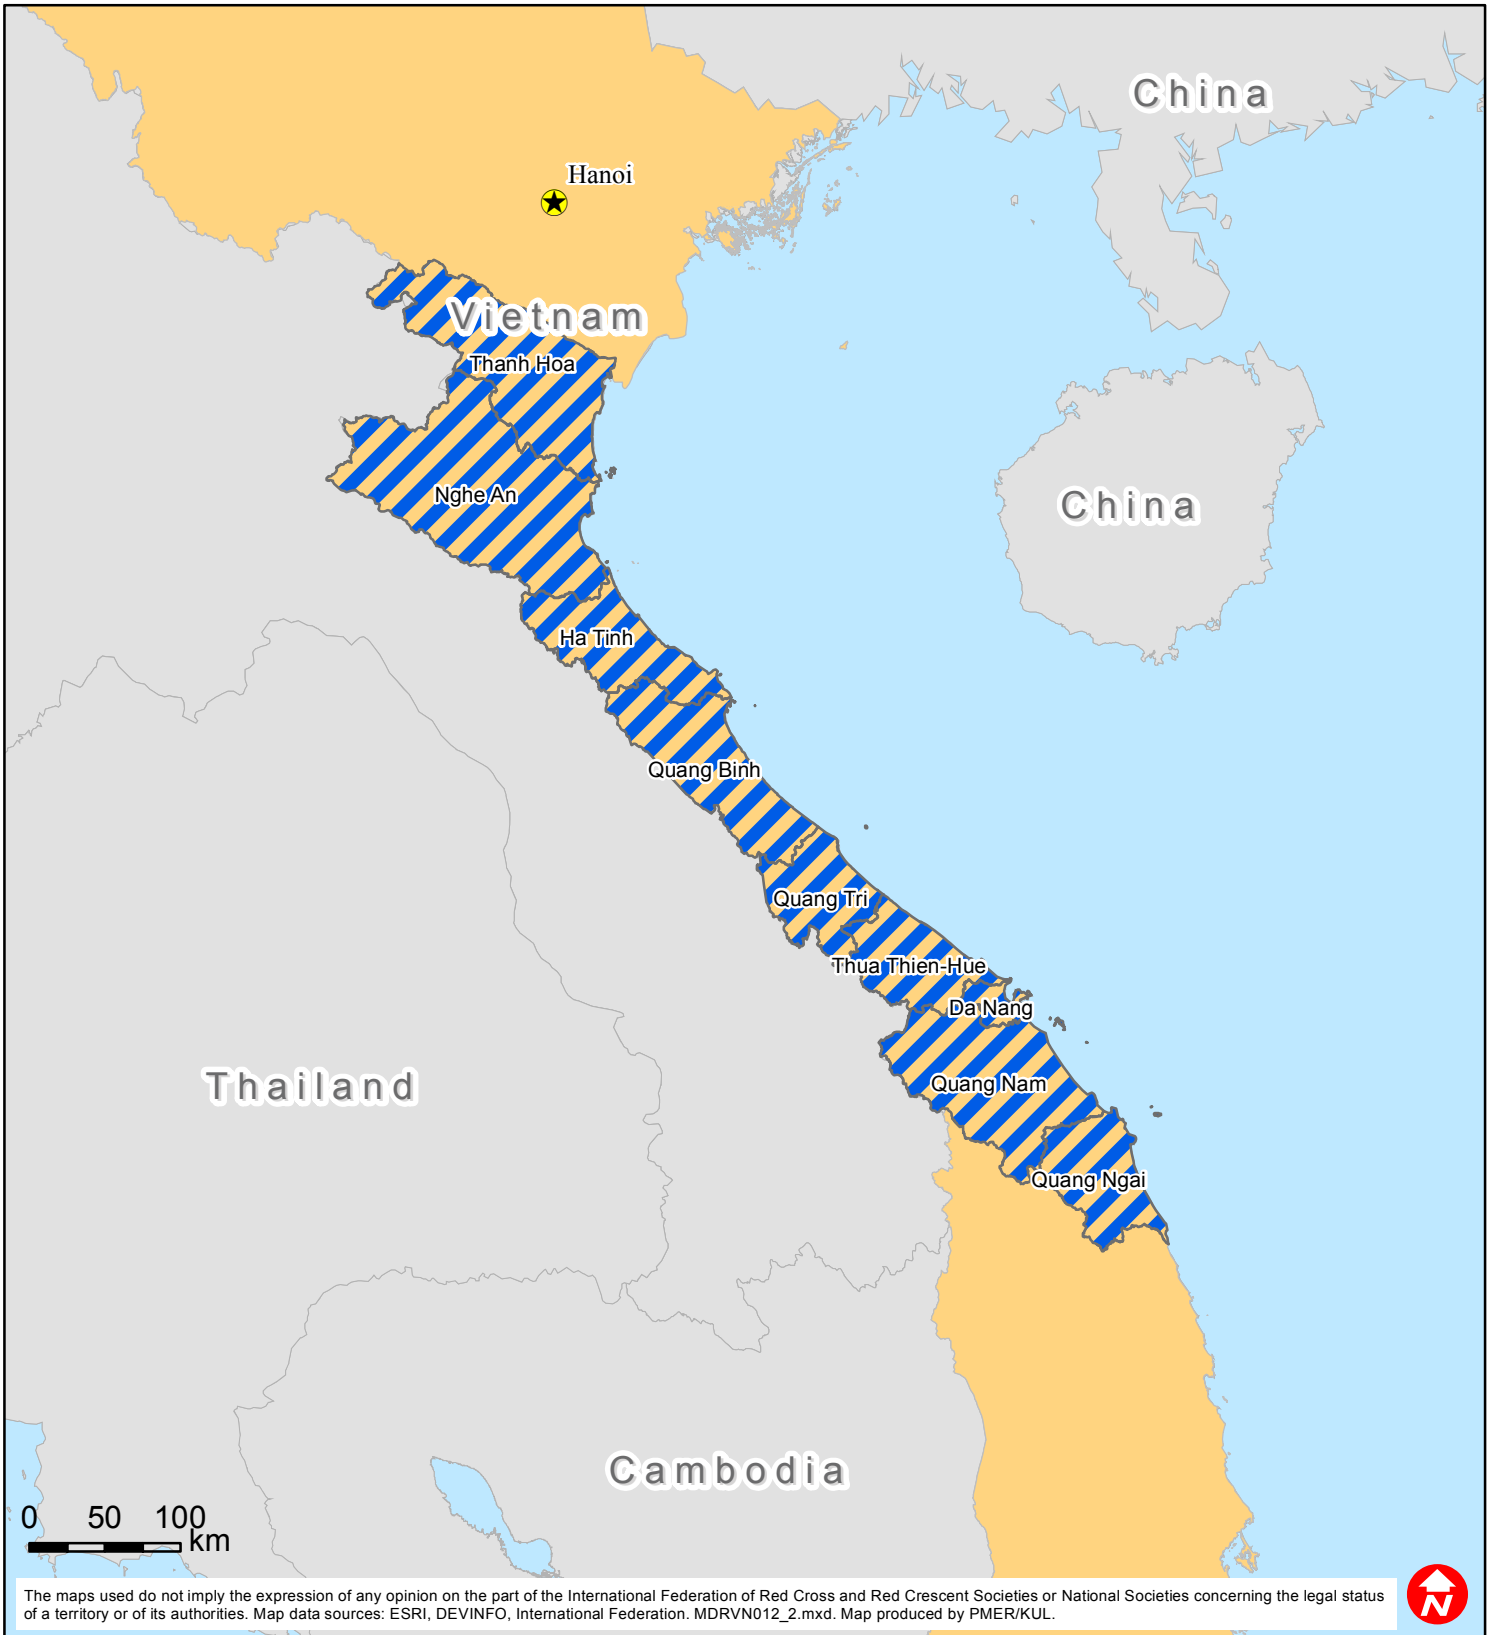 China
Hanoi
Vietnam
Thanh Hoa
China
Nghe An
Ha Tinh
Quang Binh
Quang Tri
Thua Thien-Hue
Da Nang
Thailand
Quang Nam
Quang Ngai
Cambodia
0 50 100
km
The maps used do not imply the expression of any opinion on the part of the International Federation of Red Cross and Red Crescent Societies or National Societies concerning the legal status
of a territory or of its authorities. Map data sources: ESRI, DEVINFO, International Federation. MDRVN012_2.mxd. Map produced by PMER/KUL.
N